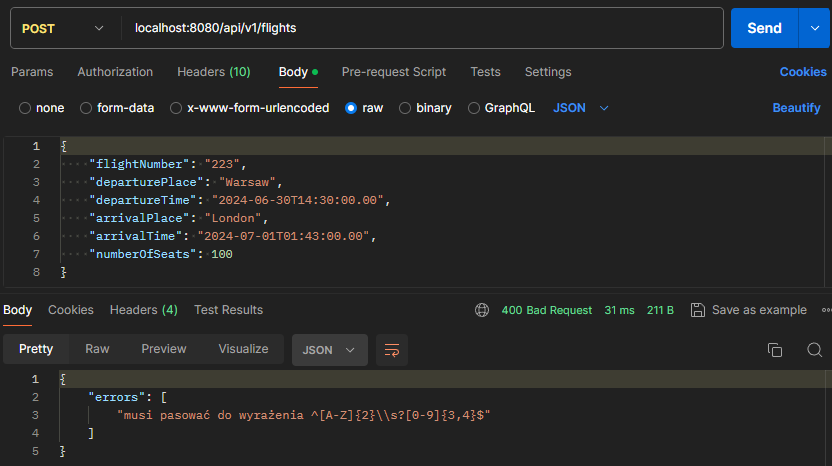 POST localhost:8080/api/v1/flights Send
Params Authorization Headers (10) Body Pre-request Script Tests Settings Cookies
none form-data x-www-form-urlencoded raw binary GraphQL JSON Beautify
1 {
2 "flightNumber": "223",
3 "departurePlace": "Warsaw",
4 "departureTime": "2024-06-30T14:30:00.00",
5 "arrivalPlace": "London",
6 "arrivalTime": "2024-07-01T01:43:00.00",
7 "numberOfSeats": 100
8 }
Body Cookies Headers (4) Test Results 400 Bad Request 31 ms 211 B Save as example
Pretty Raw Preview Visualize JSON
1 {
2 "errors": [
3 "musi pasować do wyrażenia ^[A-Z]{2}\\s?[0-9]{3,4}$"
4 ]
5 }